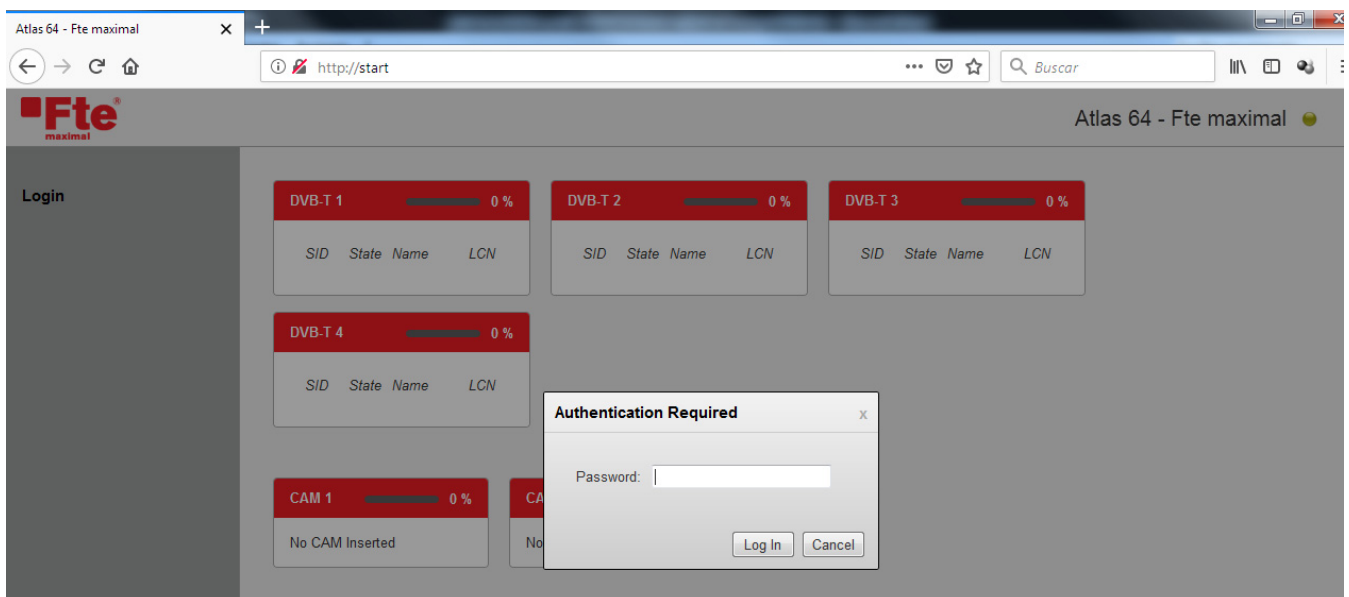 Atlas 64 - Fte maximal
http://start
Buscar
Fte®
maximal
Atlas 64 - Fte maximal
Login
DVB-T 1 0 %
SID State Name LCN
DVB-T 2 0 %
SID State Name LCN
DVB-T 3 0 %
SID State Name LCN
DVB-T 4 0 %
SID State Name LCN
Authentication Required x
Password:
Log In Cancel
CAM 1 0 %
No CAM Inserted
CA
No